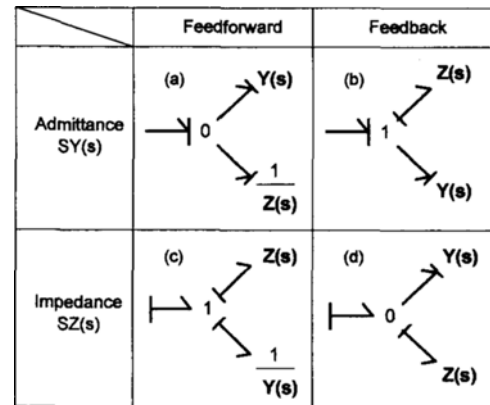 Feedforward Feedback
(a) Y(s)
0
1
Z(s)
(b) Z(s)
1
Y(s)
Admittance
SY(s)
(c) Z(s)
1
1
Y(s)
(d) Y(s)
0
Z(s)
Impedance
SZ(s)